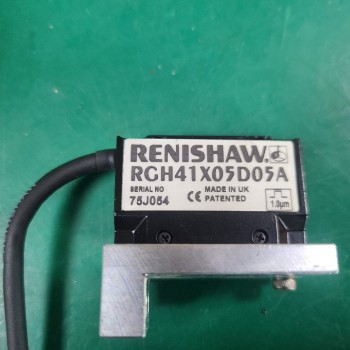 RENISHAW.
RGH41X05D05A
SERIAL NO MADE IN UK
75J054 CE PATENTED 1.0µm